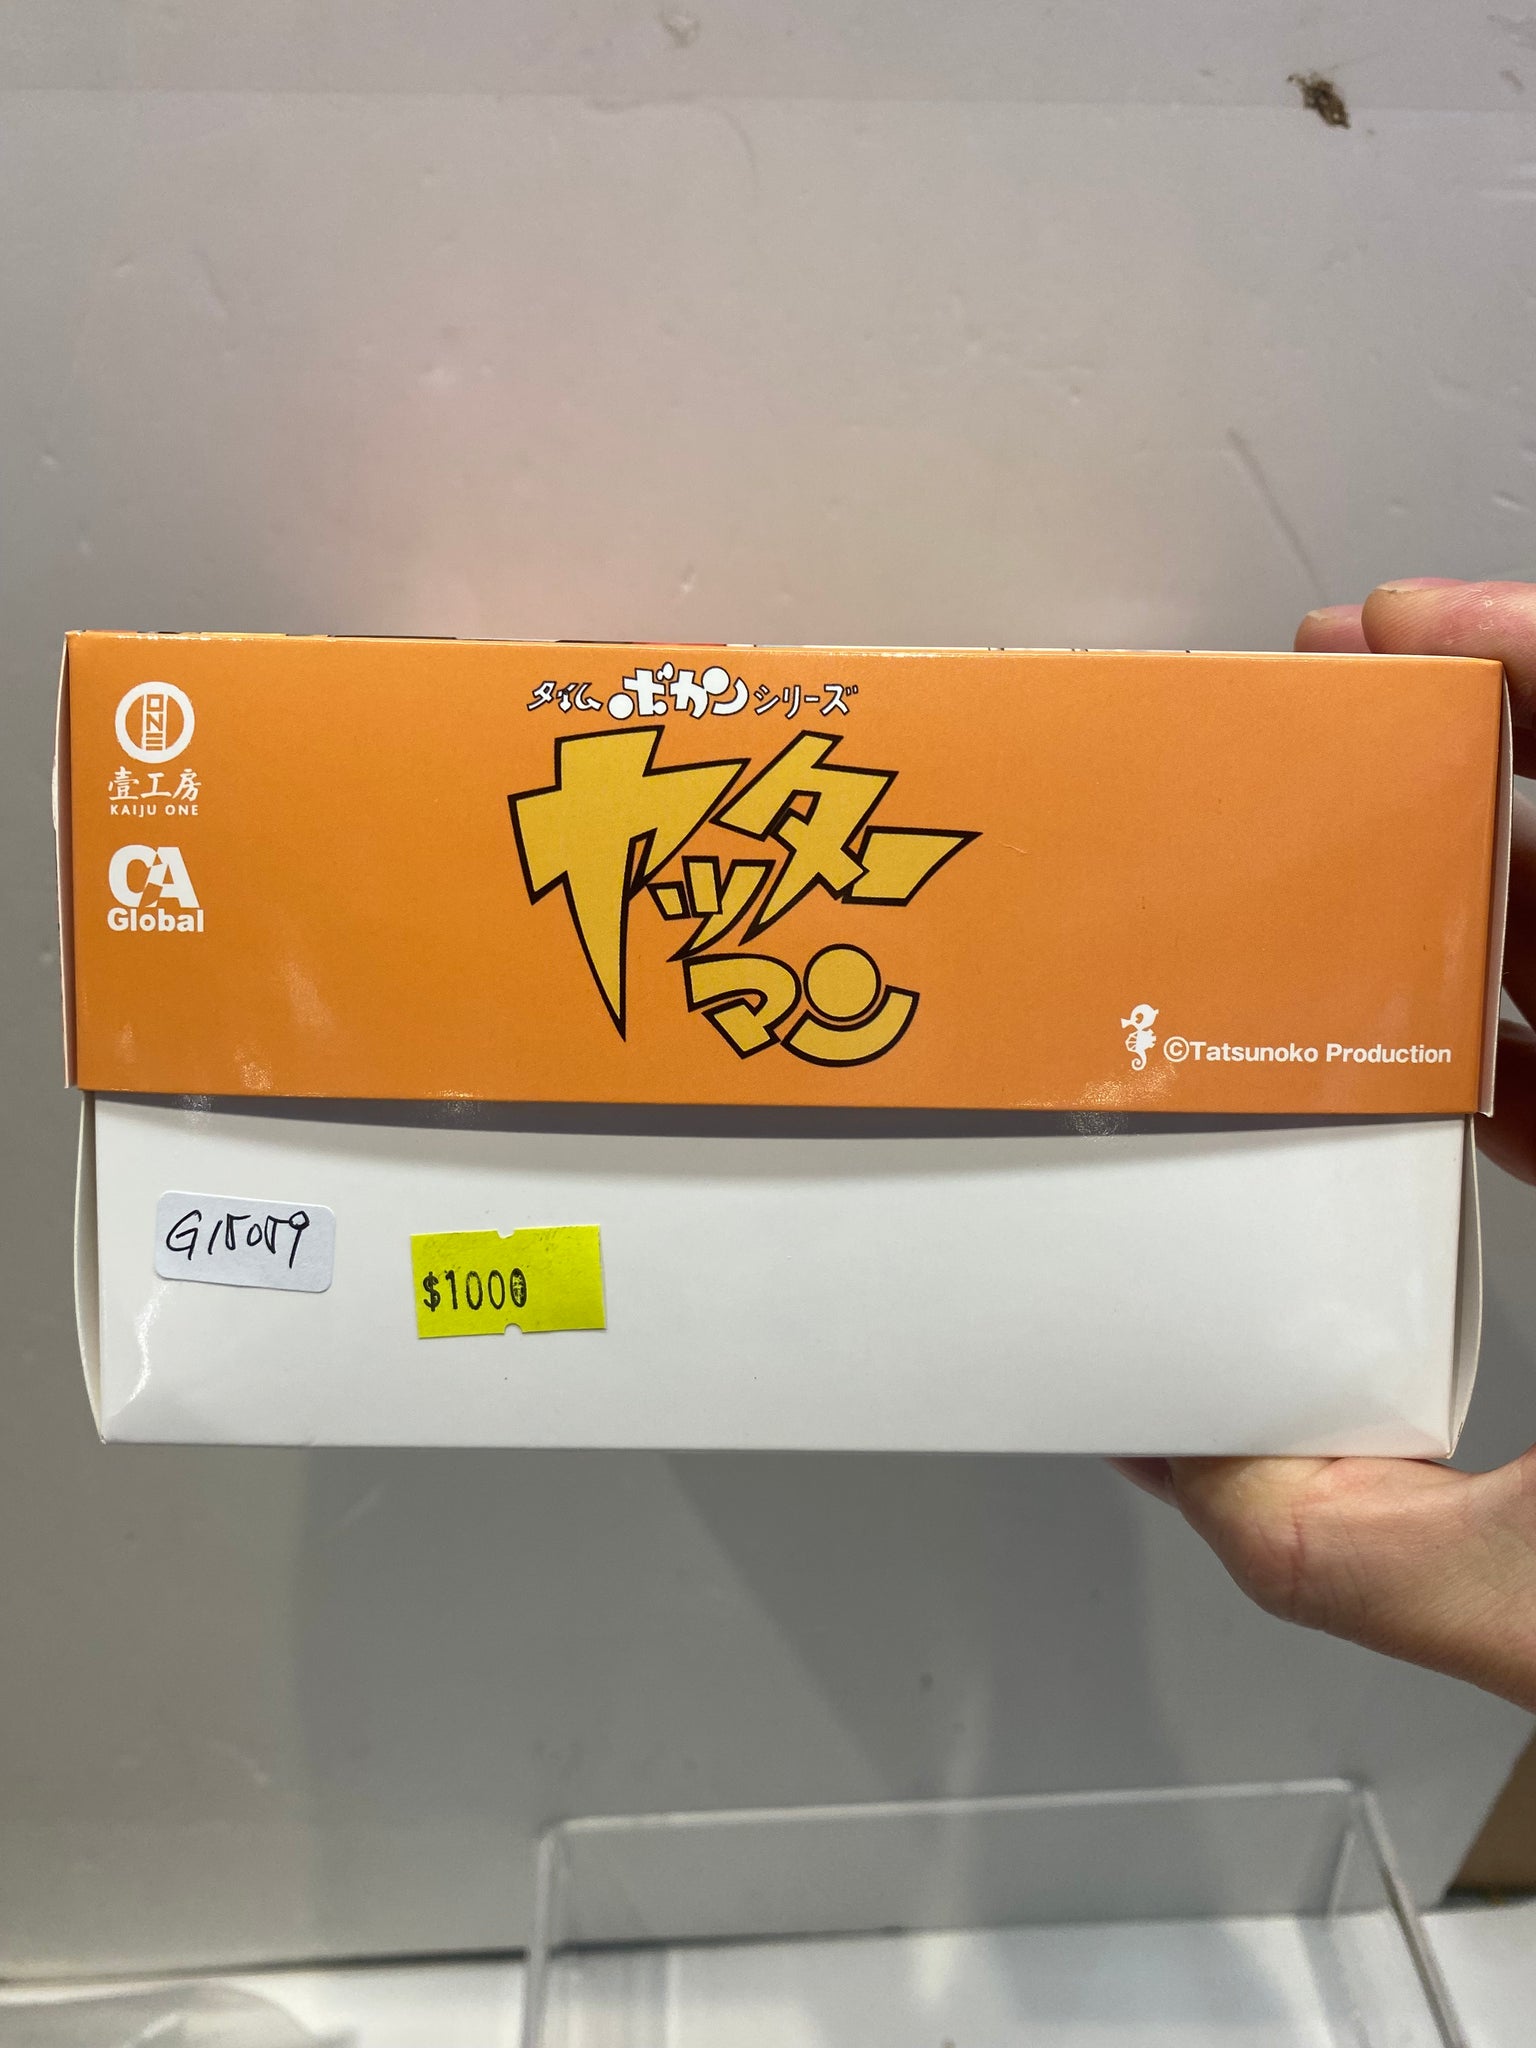 ONE
壹工房
KAIJU ONE
CA
Global
タイムボカンシリーズ
ヤッター
マン
©Tatsunoko Production
G15059
$1000